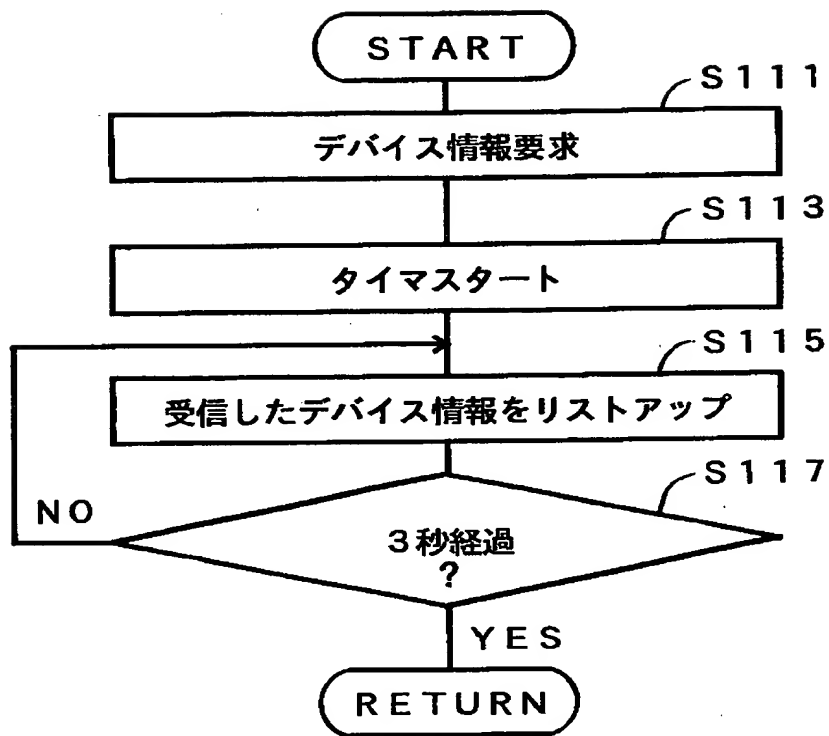 START
S111
デバイス情報要求
S113
タイマスタート
S115
受信したデバイス情報をリストアップ
S117
NO
3秒経過
?
YES
RETURN